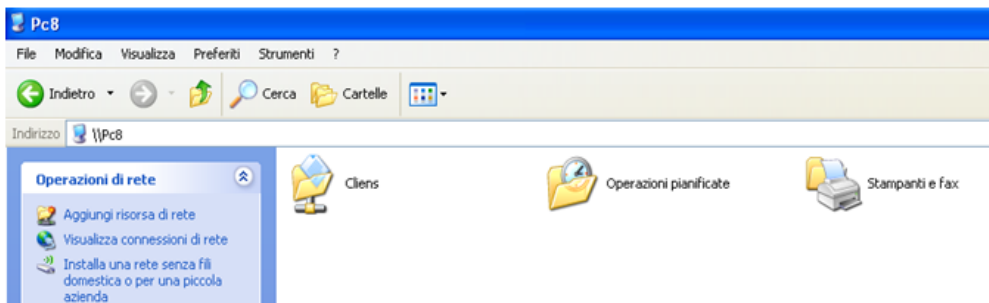 Pc8
File Modifica Visualizza Preferiti Strumenti ?
Indietro Cerca Cartelle
Indirizzo \\Pc8
Operazioni di rete
Aggiungi risorsa di rete
Visualizza connessioni di rete
Installa una rete senza fili
domestica o per una piccola
azienda
Cliens Operazioni pianificate Stampanti e fax